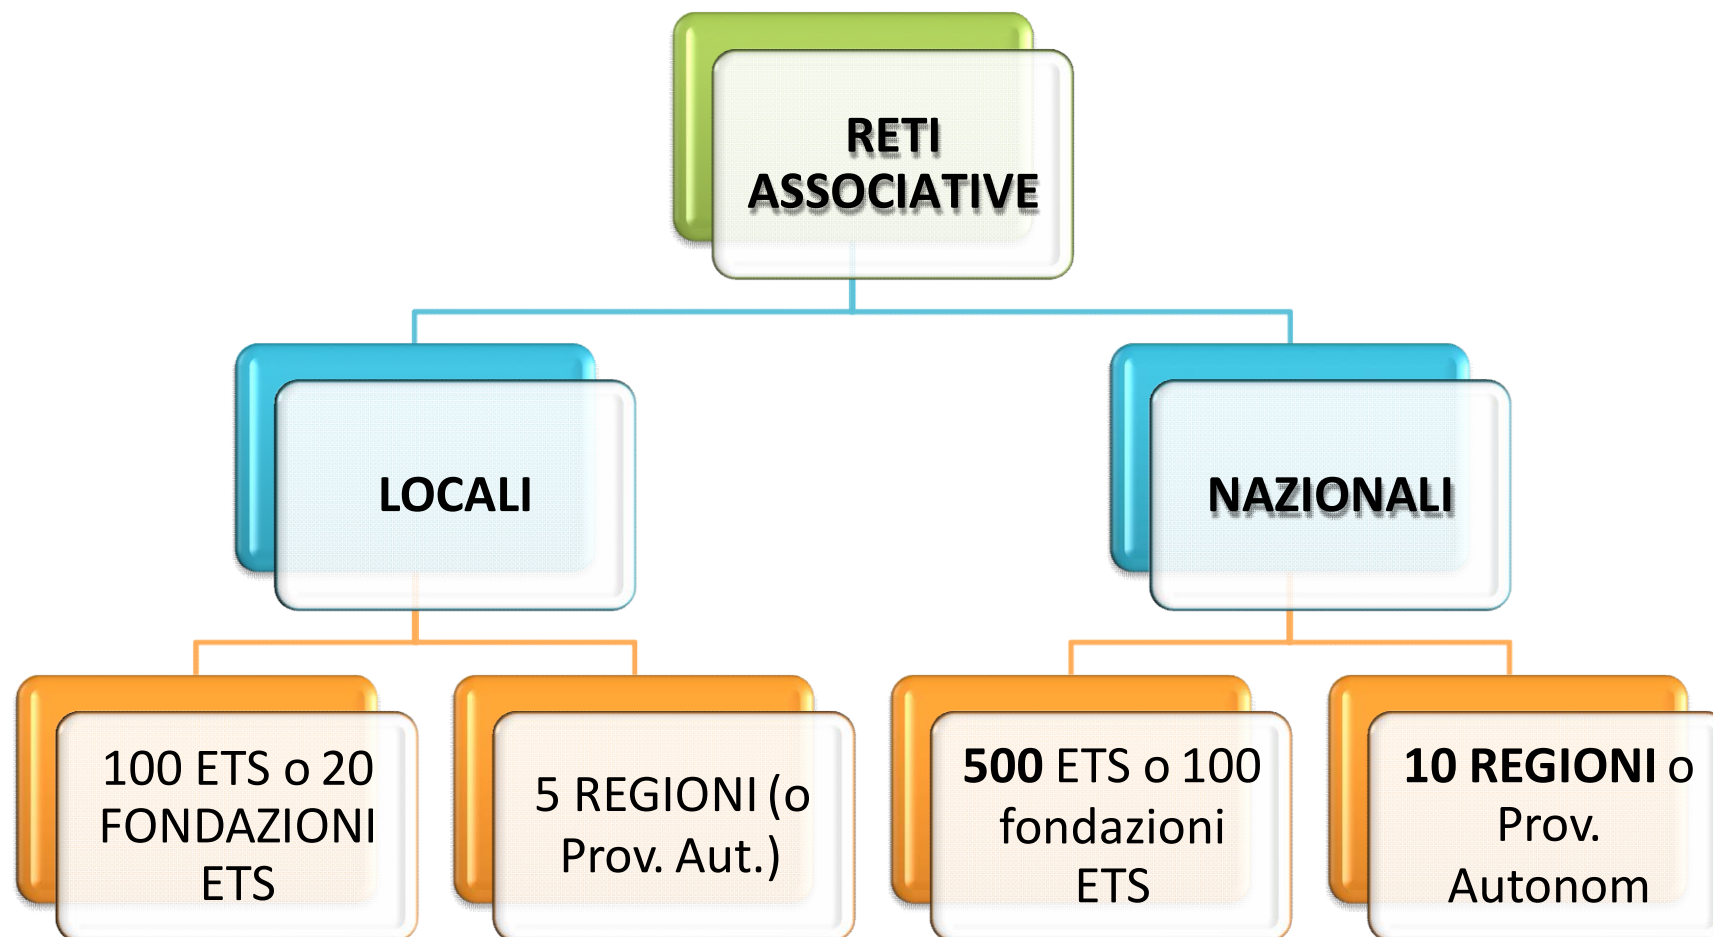 RETI
ASSOCIATIVE
LOCALI
NAZIONALI
100 ETS o 20
FONDAZIONI
ETS
5 REGIONI (o
Prov. Aut.)
500 ETS o 100
fondazioni
ETS
10 REGIONI o
Prov.
Autonom